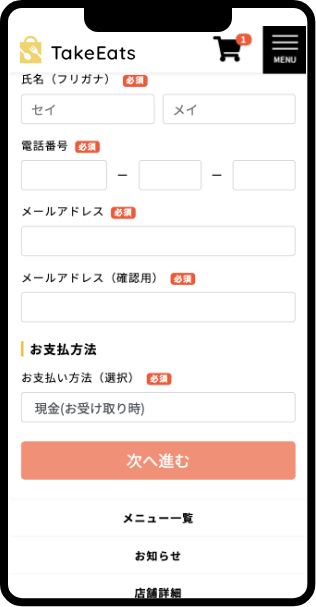 TakeEats
1
MENU
氏名（フリガナ） 必須
セイ メイ
電話番号 必須
– –
メールアドレス 必須
メールアドレス（確認用） 必須
お支払方法
お支払い方法（選択） 必須
現金(お受け取り時)
次へ進む
メニュー一覧
お知らせ
店舗詳細